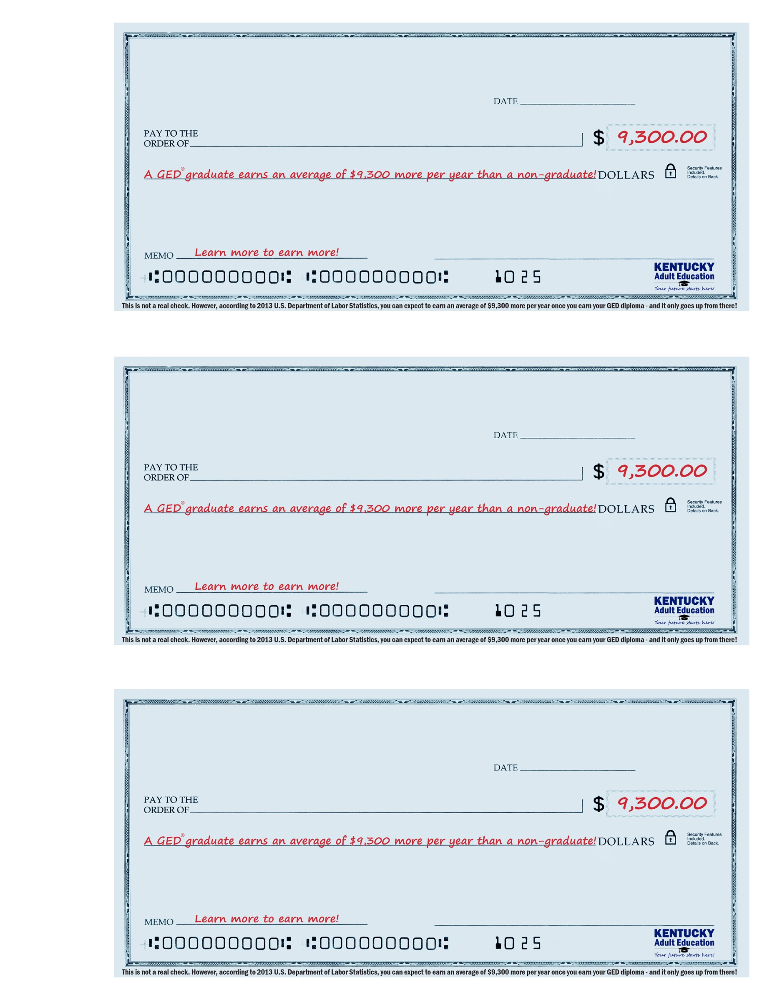 DATE
PAY TO THE
ORDER OF
$ 9,300.00
A GED® graduate earns an average of $9,300 more per year than a non-graduate! DOLLARS
Security Features
Included.
Details on Back.
MEMO Learn more to earn more!
⑆000000000⑆ ⑆000000000⑆ 1025
KENTUCKY
Adult Education
Your future starts here!
This is not a real check. However, according to 2013 U.S. Department of Labor Statistics, you can expect to earn an average of $9,300 more per year once you earn your GED diploma - and it only goes up from there!
DATE
PAY TO THE
ORDER OF
$ 9,300.00
A GED® graduate earns an average of $9,300 more per year than a non-graduate! DOLLARS
Security Features
Included.
Details on Back.
MEMO Learn more to earn more!
⑆000000000⑆ ⑆000000000⑆ 1025
KENTUCKY
Adult Education
Your future starts here!
This is not a real check. However, according to 2013 U.S. Department of Labor Statistics, you can expect to earn an average of $9,300 more per year once you earn your GED diploma - and it only goes up from there!
DATE
PAY TO THE
ORDER OF
$ 9,300.00
A GED® graduate earns an average of $9,300 more per year than a non-graduate! DOLLARS
Security Features
Included.
Details on Back.
MEMO Learn more to earn more!
⑆000000000⑆ ⑆000000000⑆ 1025
KENTUCKY
Adult Education
Your future starts here!
This is not a real check. However, according to 2013 U.S. Department of Labor Statistics, you can expect to earn an average of $9,300 more per year once you earn your GED diploma - and it only goes up from there!